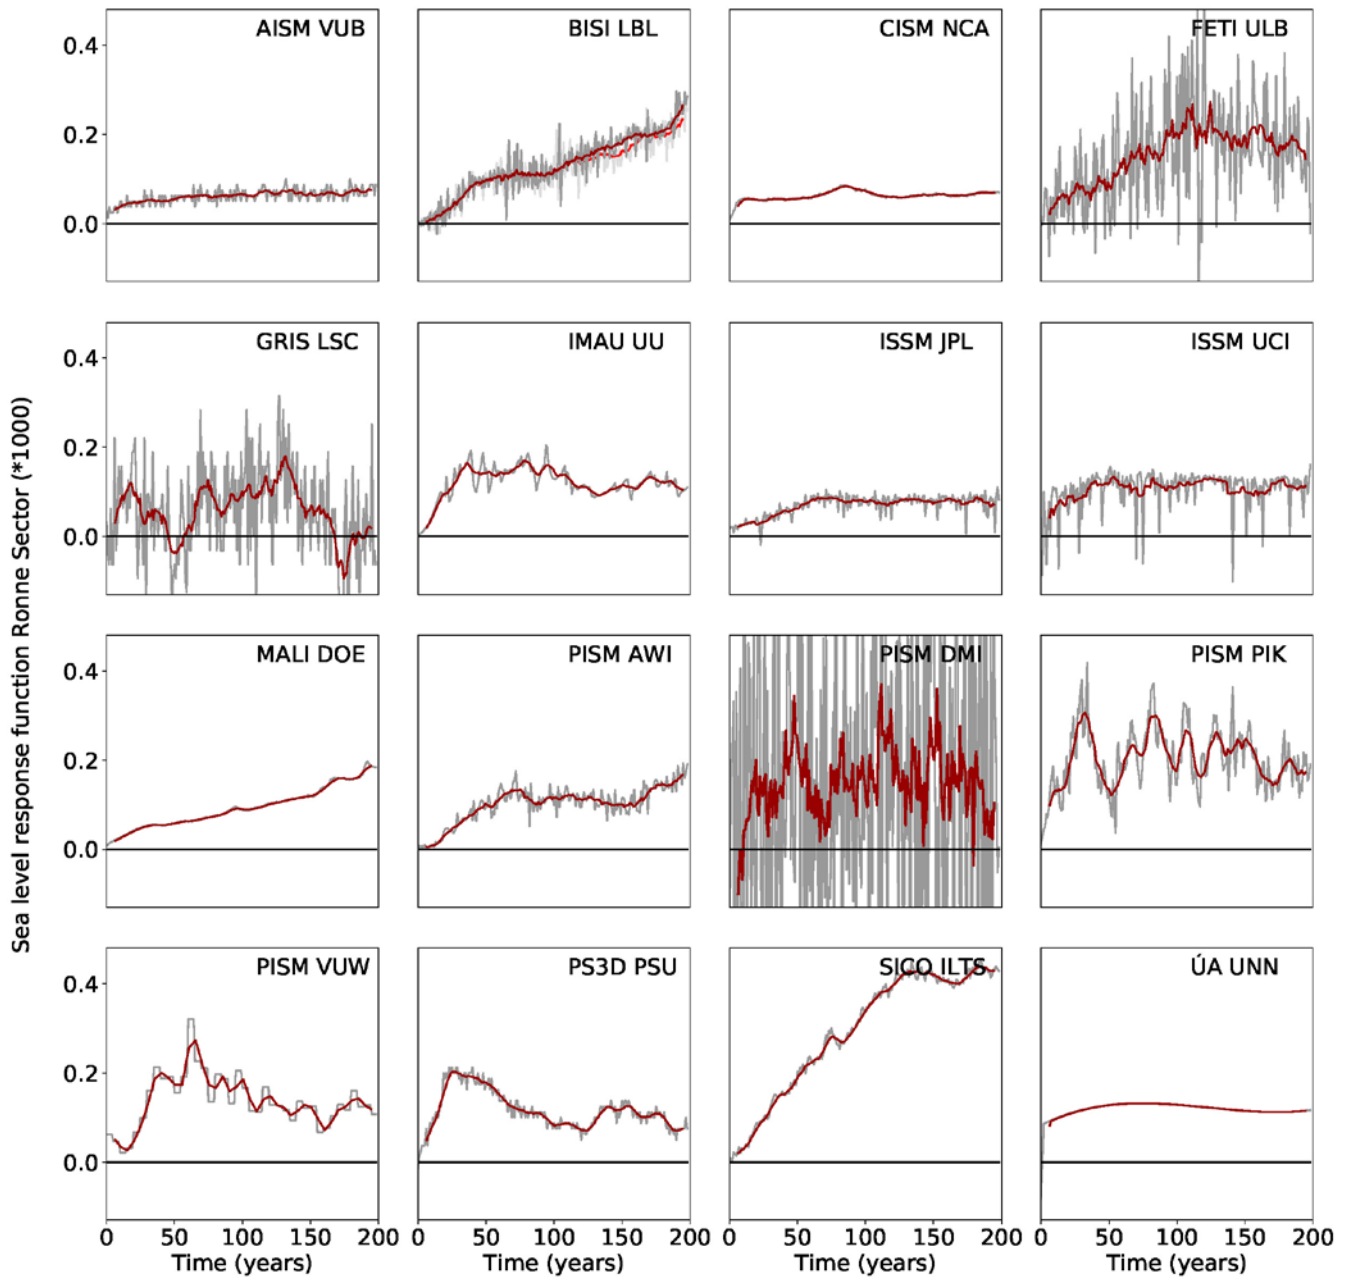 AISM VUB
BISI LBL
CISM NCA
FETI ULB
0.4
0.2
0.0
GRIS LSC
IMAU UU
ISSM JPL
ISSM UCI
0.4
0.2
0.0
Sea level response function Ronne Sector (*1000)
MALI DOE
PISM AWI
PISM DMI
PISM PIK
0.4
0.2
0.0
PISM VUW
PS3D PSU
SICO ILTS
ÚA UNN
0.4
0.2
0.0
0 50 100 150 200
0 50 100 150 200
0 50 100 150 200
0 50 100 150 200
Time (years)
Time (years)
Time (years)
Time (years)